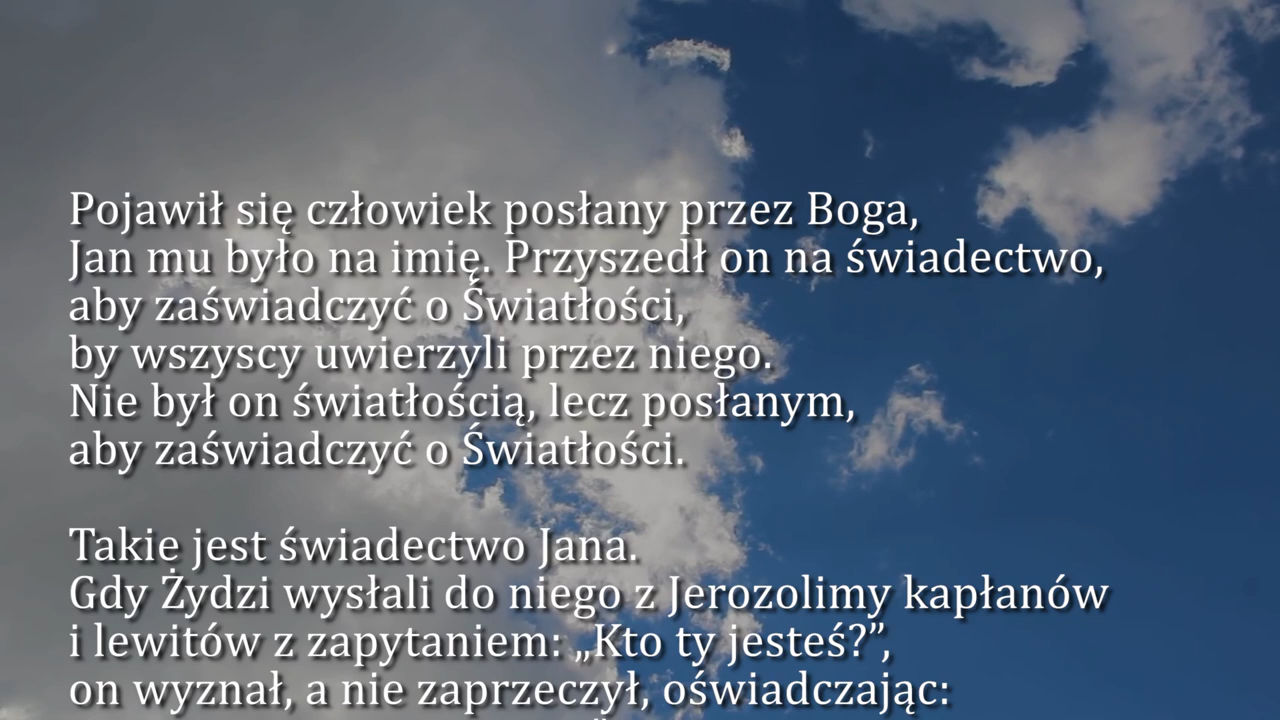 Pojawił się człowiek posłany przez Boga,
Jan mu było na imię. Przyszedł on na świadectwo,
aby zaświadczyć o Światłości,
by wszyscy uwierzyli przez niego.
Nie był on światłością, lecz posłanym,
aby zaświadczyć o Światłości.
Takie jest świadectwo Jana.
Gdy Żydzi wysłali do niego z Jerozolimy kapłanów
i lewitów z zapytaniem: „Kto ty jesteś?”,
on wyznał, a nie zaprzeczył, oświadczając: